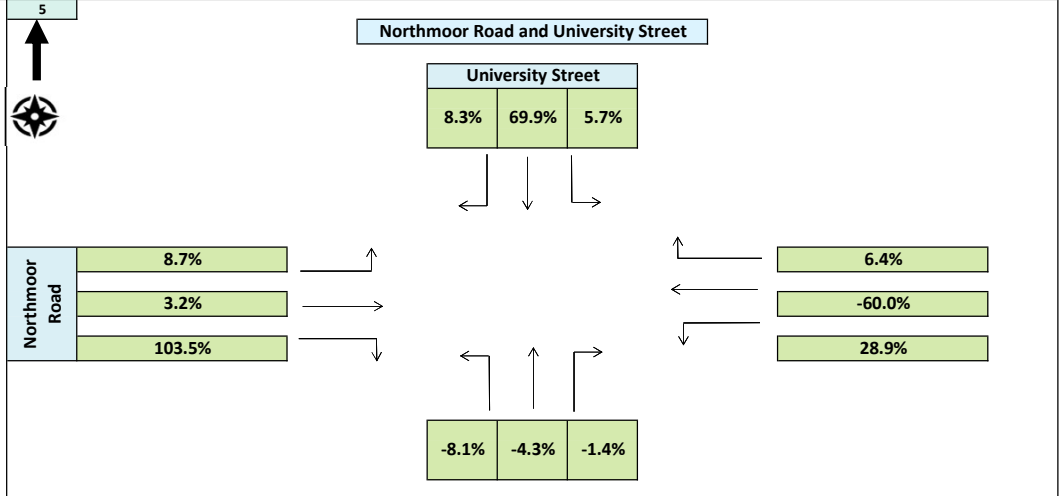 5
Northmoor Road and University Street
University Street
8.3% 69.9% 5.7%
Northmoor
Road
8.7%
3.2%
103.5%
6.4%
-60.0%
28.9%
-8.1% -4.3% -1.4%